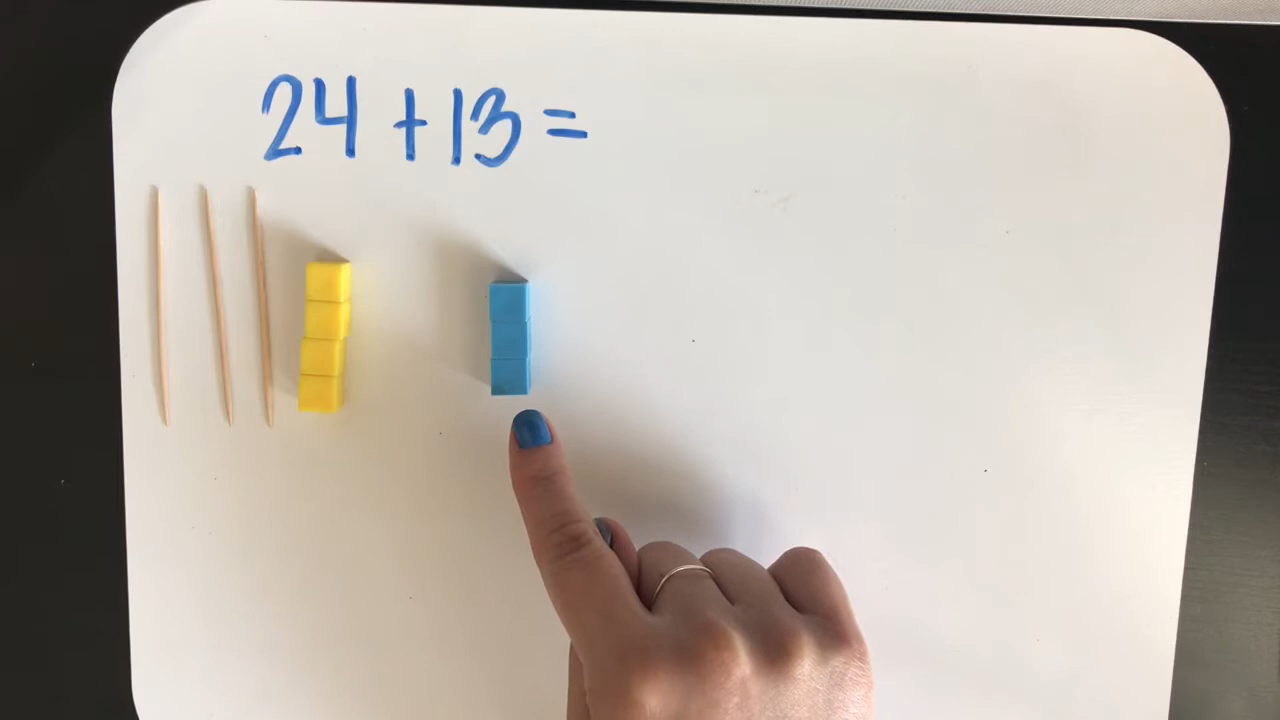 24 + 13 =